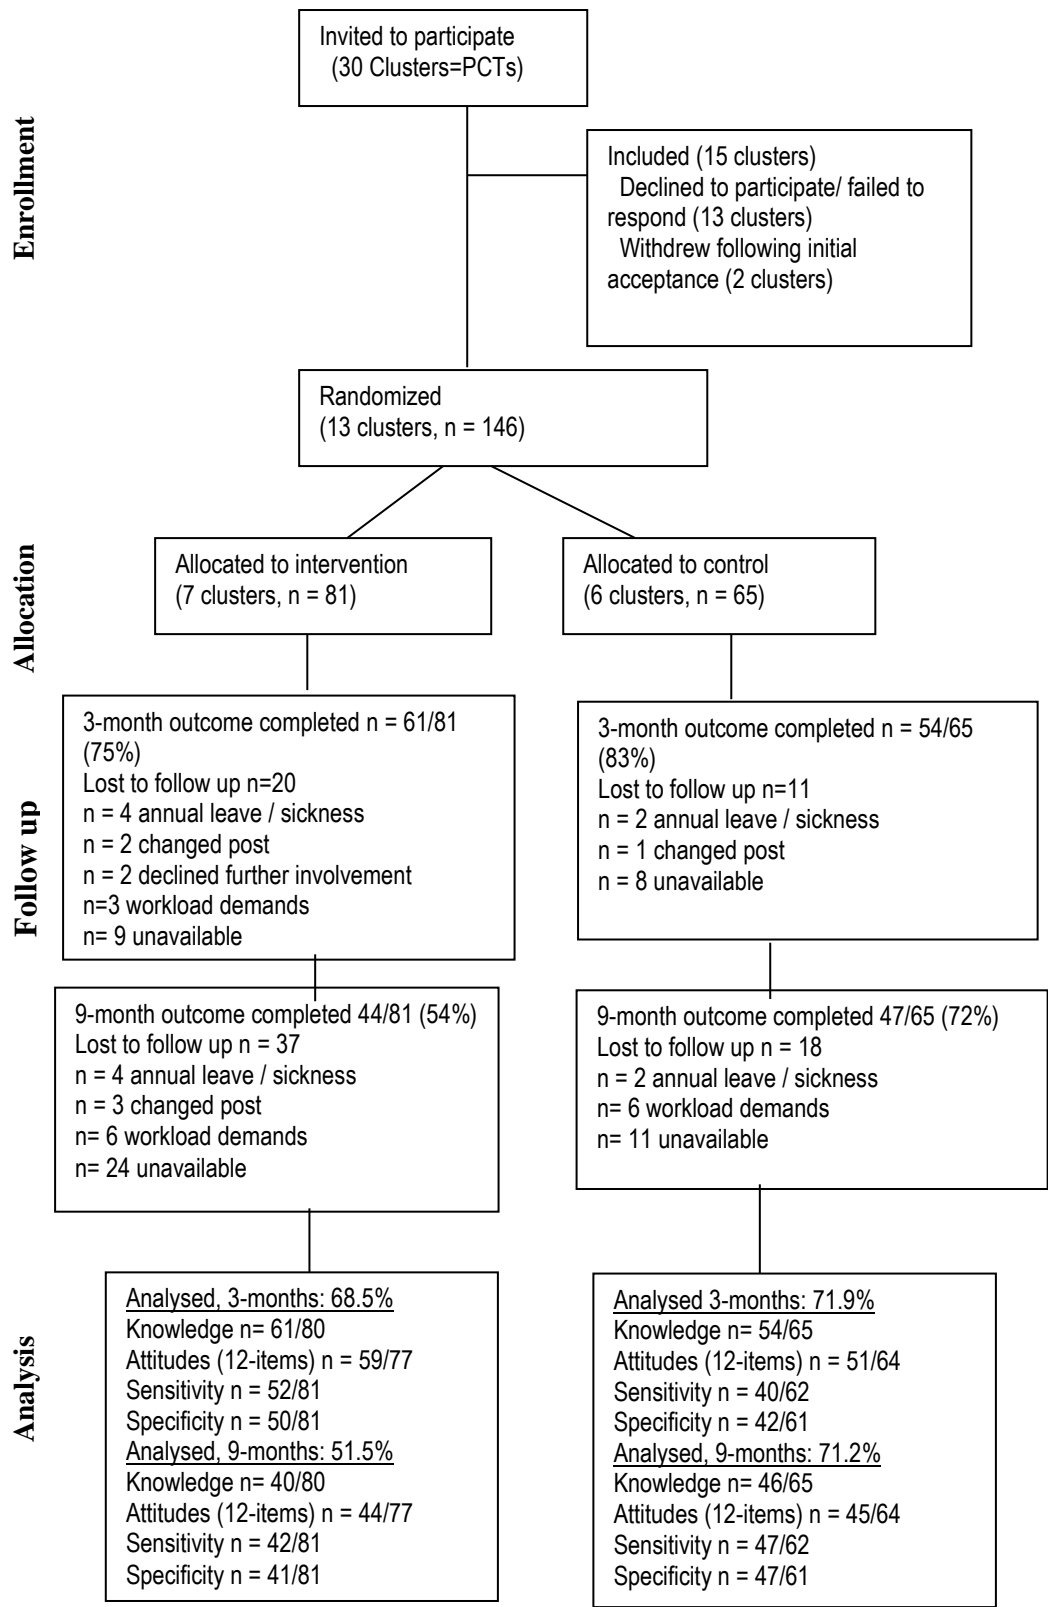 Enrollment
Invited to participate
(30 Clusters=PCTs)
Included (15 clusters)
Declined to participate/ failed to
respond (13 clusters)
Withdrew following initial
acceptance (2 clusters)
Randomized
(13 clusters, n = 146)
Allocation
Allocated to intervention
(7 clusters, n = 81)
Allocated to control
(6 clusters, n = 65)
Follow up
3-month outcome completed n = 61/81
(75%)
Lost to follow up n=20
n = 4 annual leave / sickness
n = 2 changed post
n = 2 declined further involvement
n=3 workload demands
n= 9 unavailable
3-month outcome completed n = 54/65
(83%)
Lost to follow up n=11
n = 2 annual leave / sickness
n = 1 changed post
n = 8 unavailable
9-month outcome completed 44/81 (54%)
Lost to follow up n = 37
n = 4 annual leave / sickness
n = 3 changed post
n= 6 workload demands
n= 24 unavailable
9-month outcome completed 47/65 (72%)
Lost to follow up n = 18
n = 2 annual leave / sickness
n= 6 workload demands
n= 11 unavailable
Analysis
Analysed, 3-months: 68.5%
Knowledge n= 61/80
Attitudes (12-items) n = 59/77
Sensitivity n = 52/81
Specificity n = 50/81
Analysed, 9-months: 51.5%
Knowledge n= 40/80
Attitudes (12-items) n = 44/77
Sensitivity n = 42/81
Specificity n = 41/81
Analysed 3-months: 71.9%
Knowledge n= 54/65
Attitudes (12-items) n = 51/64
Sensitivity n = 40/62
Specificity n = 42/61
Analysed, 9-months: 71.2%
Knowledge n= 46/65
Attitudes (12-items) n = 45/64
Sensitivity n = 47/62
Specificity n = 47/61